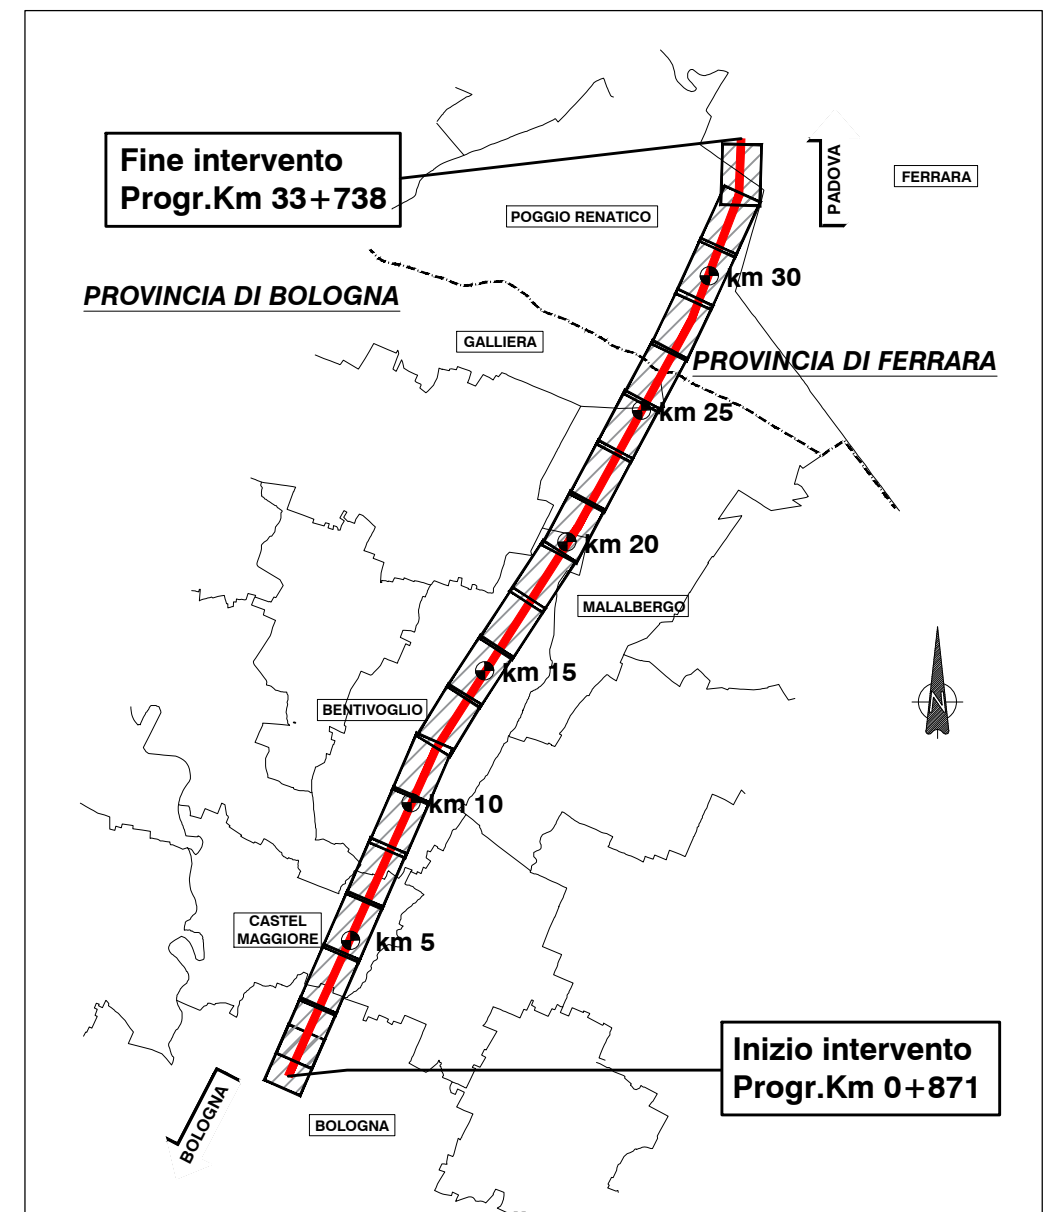 Fine intervento
Progr.Km 33+738
PADOVA
FERRARA
POGGIO RENATICO
km 30
PROVINCIA DI BOLOGNA
GALLIERA
PROVINCIA DI FERRARA
km 25
km 20
MALALBERGO
km 15
BENTIVOGLIO
N
km 10
CASTEL
MAGGIORE
km 5
Inizio intervento
Progr.Km 0+871
BOLOGNA
BOLOGNA